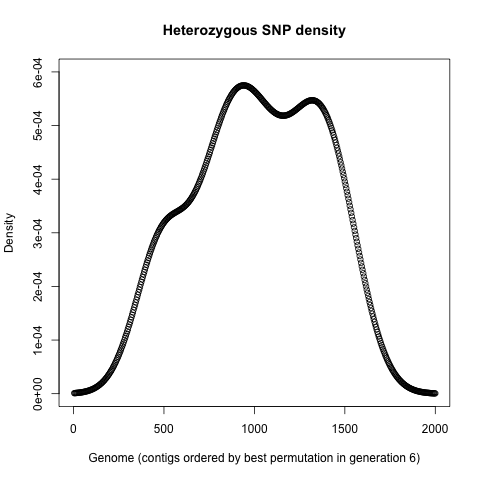 Heterozygous SNP density
6e-04
5e-04
4e-04
3e-04
2e-04
1e-04
0e+00
Density
0 500 1000 1500 2000
Genome (contigs ordered by best permutation in generation 6)